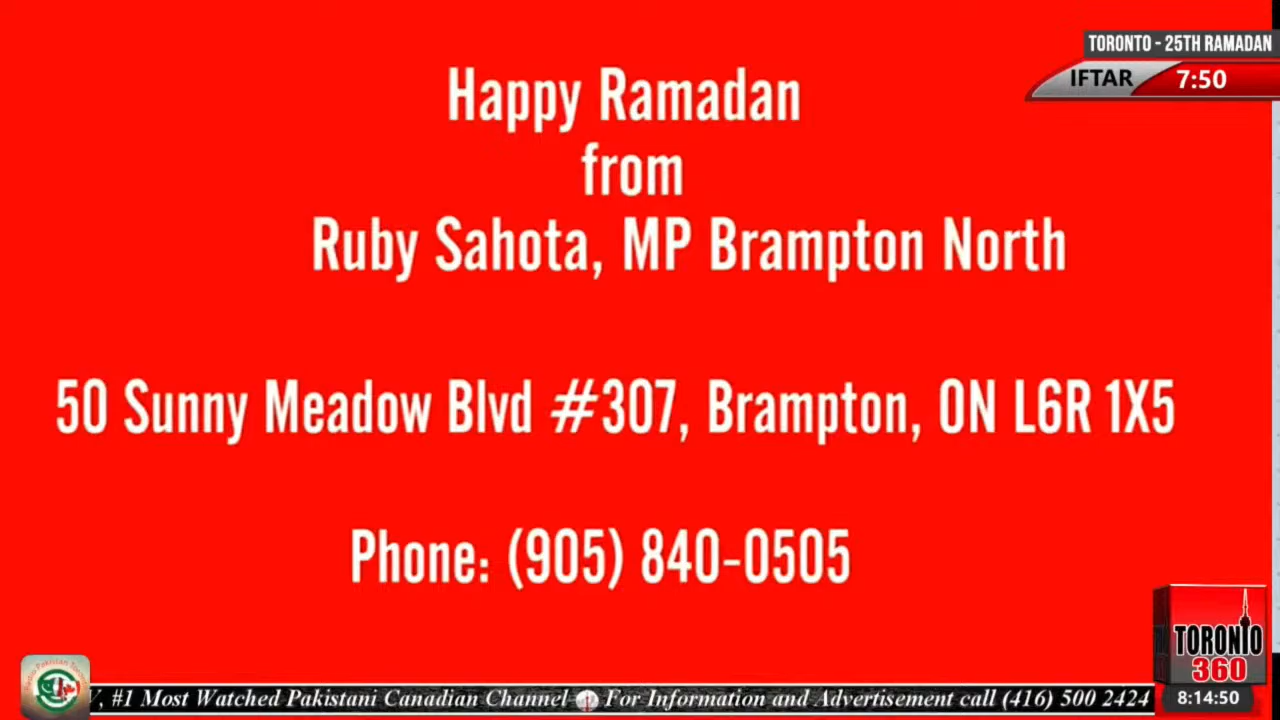 TORONTO - 25TH RAMADAN
IFTAR 7:50
Happy Ramadan
from
Ruby Sahota, MP Brampton North
50 Sunny Meadow Blvd #307, Brampton, ON L6R 1X5
Phone: (905) 840-0505
TORONTO
360
V, #1 Most Watched Pakistani Canadian Channel For Information and Advertisement call (416) 500 2424
8:14:50